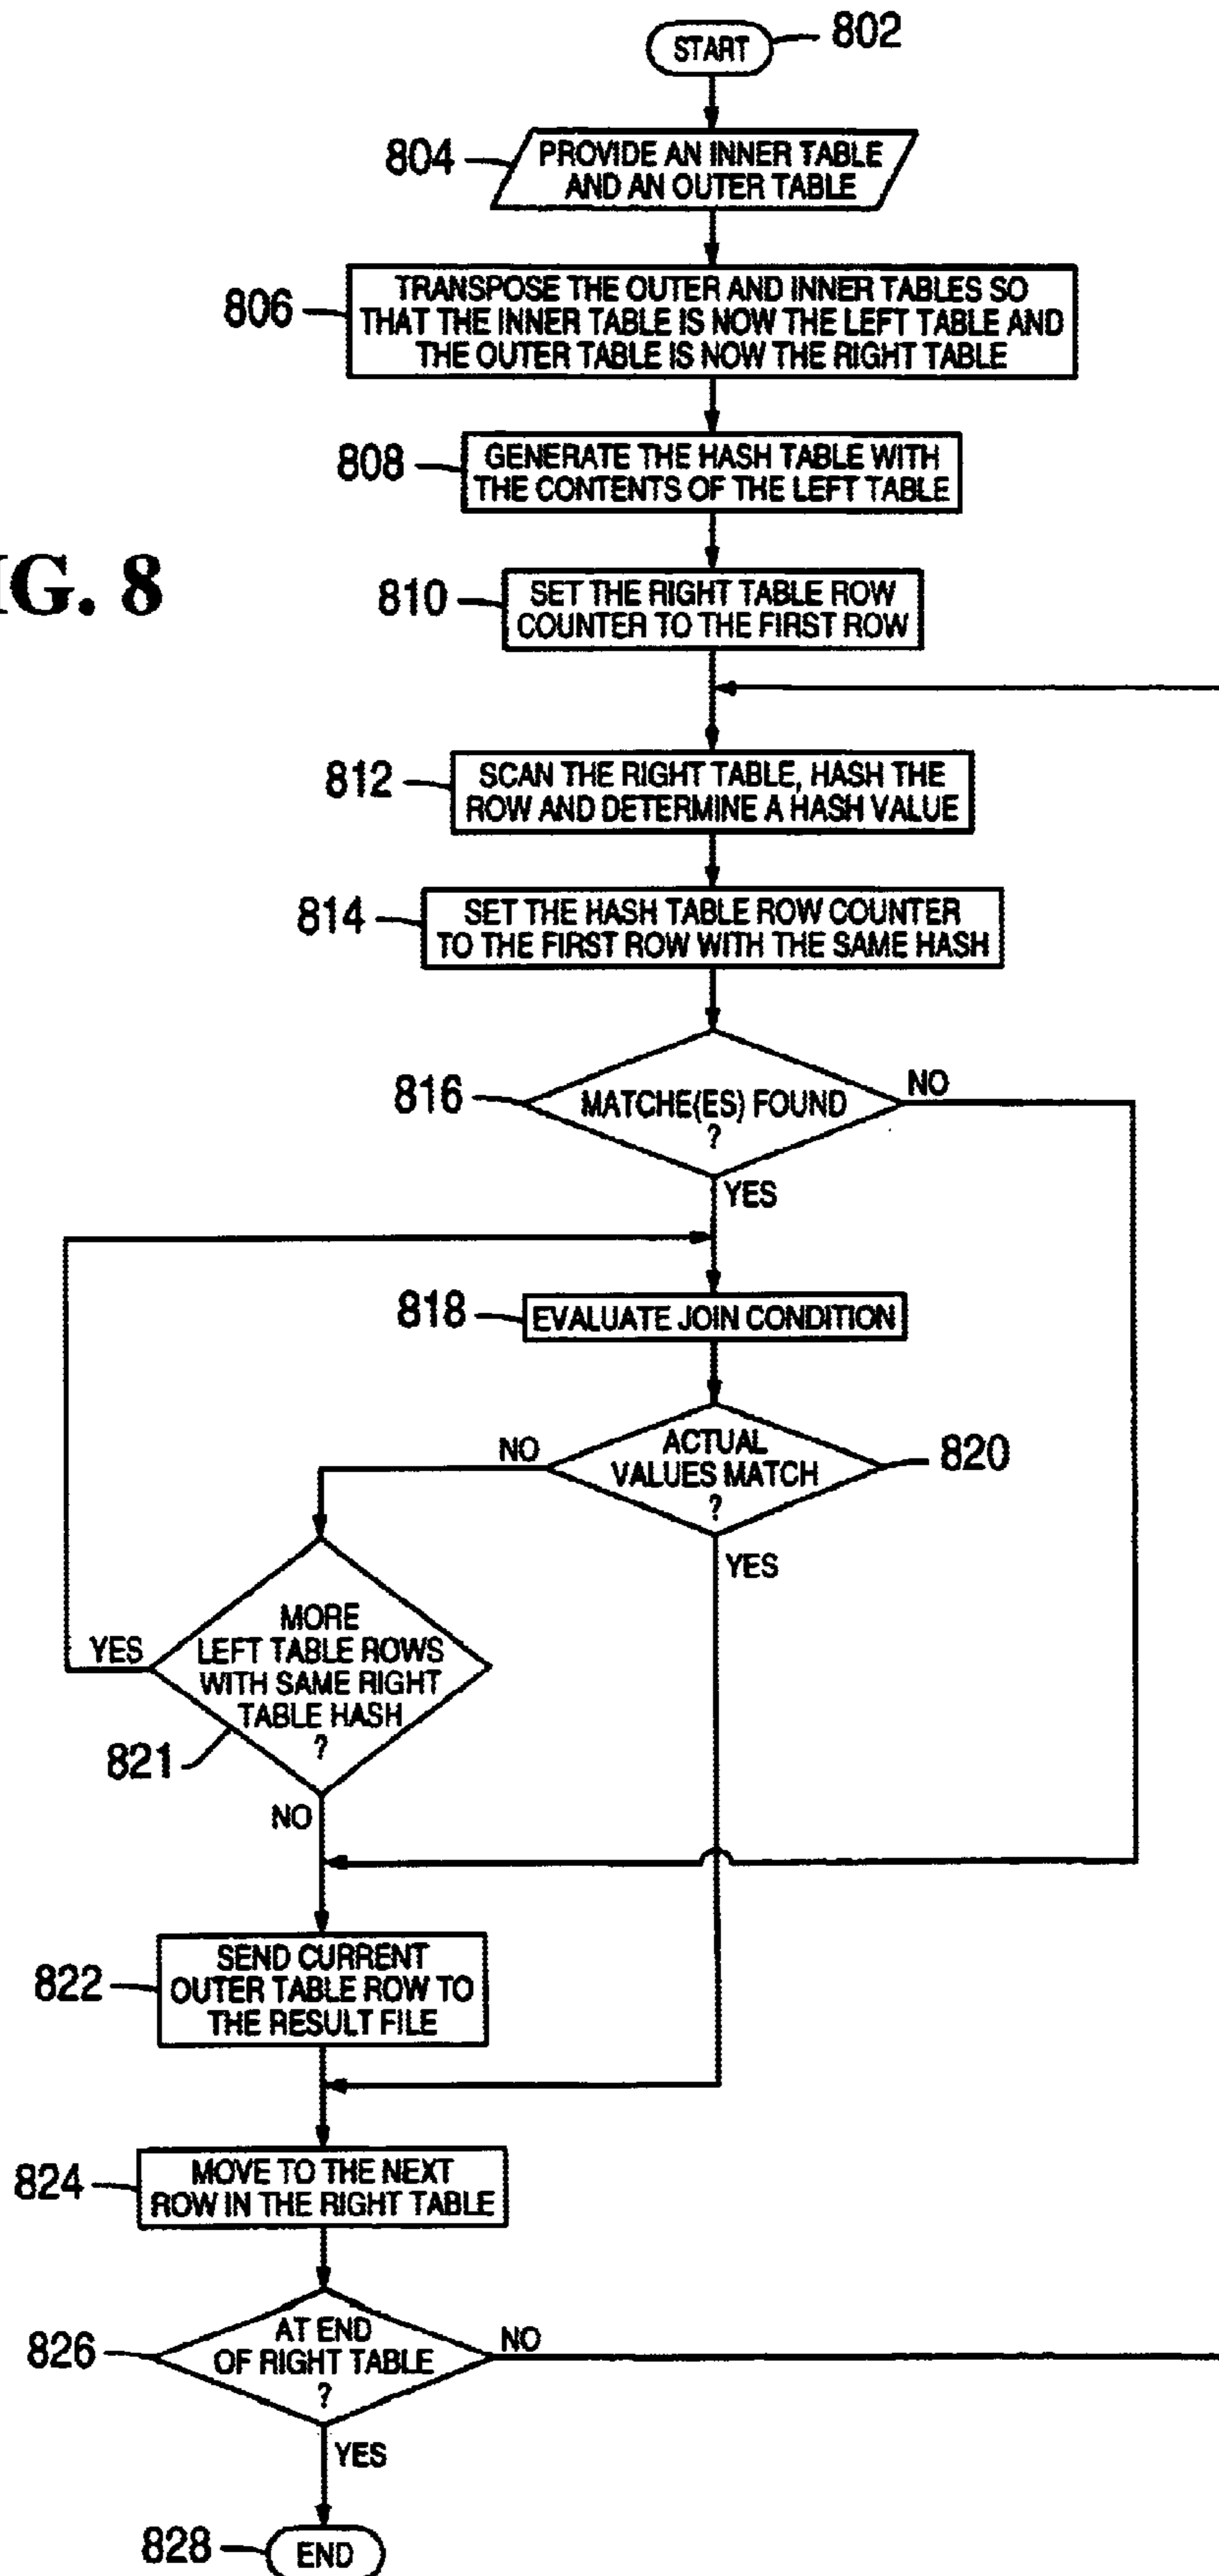 START
802
804
PROVIDE AN INNER TABLE
AND AN OUTER TABLE
806
TRANSPOSE THE OUTER AND INNER TABLES SO
THAT THE INNER TABLE IS NOW THE LEFT TABLE AND
THE OUTER TABLE IS NOW THE RIGHT TABLE
808
GENERATE THE HASH TABLE WITH
THE CONTENTS OF THE LEFT TABLE
IG. 8
810
SET THE RIGHT TABLE ROW
COUNTER TO THE FIRST ROW
812
SCAN THE RIGHT TABLE, HASH THE
ROW AND DETERMINE A HASH VALUE
814
SET THE HASH TABLE ROW COUNTER
TO THE FIRST ROW WITH THE SAME HASH
816
MATCHE(ES) FOUND
?
NO
YES
818
EVALUATE JOIN CONDITION
NO
ACTUAL
VALUES MATCH
?
820
YES
YES
MORE
LEFT TABLE ROWS
WITH SAME RIGHT
TABLE HASH
?
821
NO
822
SEND CURRENT
OUTER TABLE ROW TO
THE RESULT FILE
824
MOVE TO THE NEXT
ROW IN THE RIGHT TABLE
826
AT END
OF RIGHT TABLE
?
NO
YES
828
END